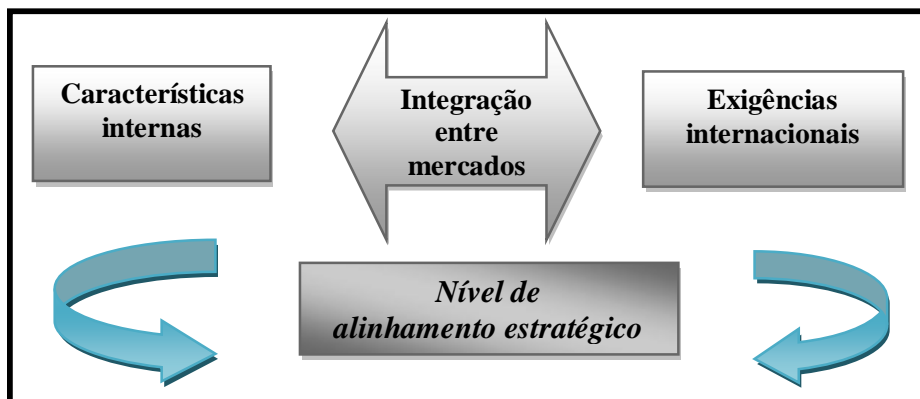 Características
internas
Integração
entre
mercados
Exigências
internacionais
Nível de
alinhamento estratégico